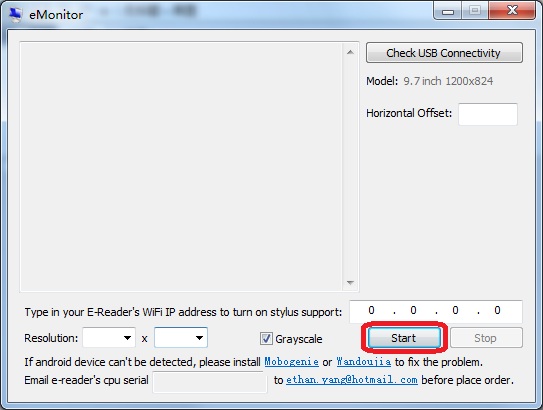 eMonitor
Check USB Connectivity
Model: 9.7 inch 1200x824
Horizontal Offset:
Type in your E-Reader's WiFi IP address to turn on stylus support: 0 . 0 . 0 . 0
Resolution: x Grayscale Start Stop
If android device can't be detected, please install Mobogenie or Wandoujia to fix the problem.
Email e-reader's cpu serial to ethan.yang@hotmail.com before place order.